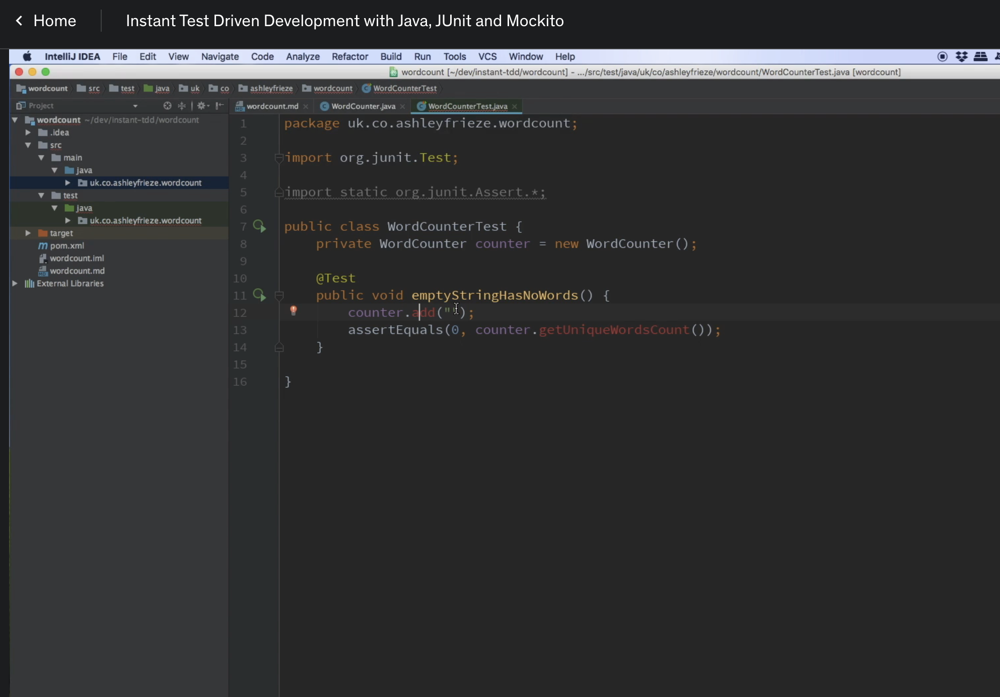 Home
Instant Test Driven Development with Java, JUnit and Mockito
IntelliJ IDEA File Edit View Navigate Code Analyze Refactor Build Run Tools VCS Window Help
wordcount [~/dev/instant-tdd/wordcount] - .../src/test/java/uk/co/ashleyfrieze/wordcount/WordCounterTest.java [wordcount]
wordcount src test java uk co ashleyfrieze wordcount WordCounterTest
Project
wordcount.md WordCounter.java WordCounterTest.java
wordcount ~/dev/instant-tdd/wordcount
.idea
src
main
java
uk.co.ashleyfrieze.wordcount
test
java
uk.co.ashleyfrieze.wordcount
target
pom.xml
wordcount.iml
wordcount.md
External Libraries
1 package uk.co.ashleyfrieze.wordcount;
2
3 import org.junit.Test;
4
5 import static org.junit.Assert.*;
6
7 public class WordCounterTest {
8 private WordCounter counter = new WordCounter();
9
10 @Test
11 public void emptyStringHasNoWords() {
12 counter.add("");
13 assertEquals(0, counter.getUniqueWordsCount());
14 }
15
16 }